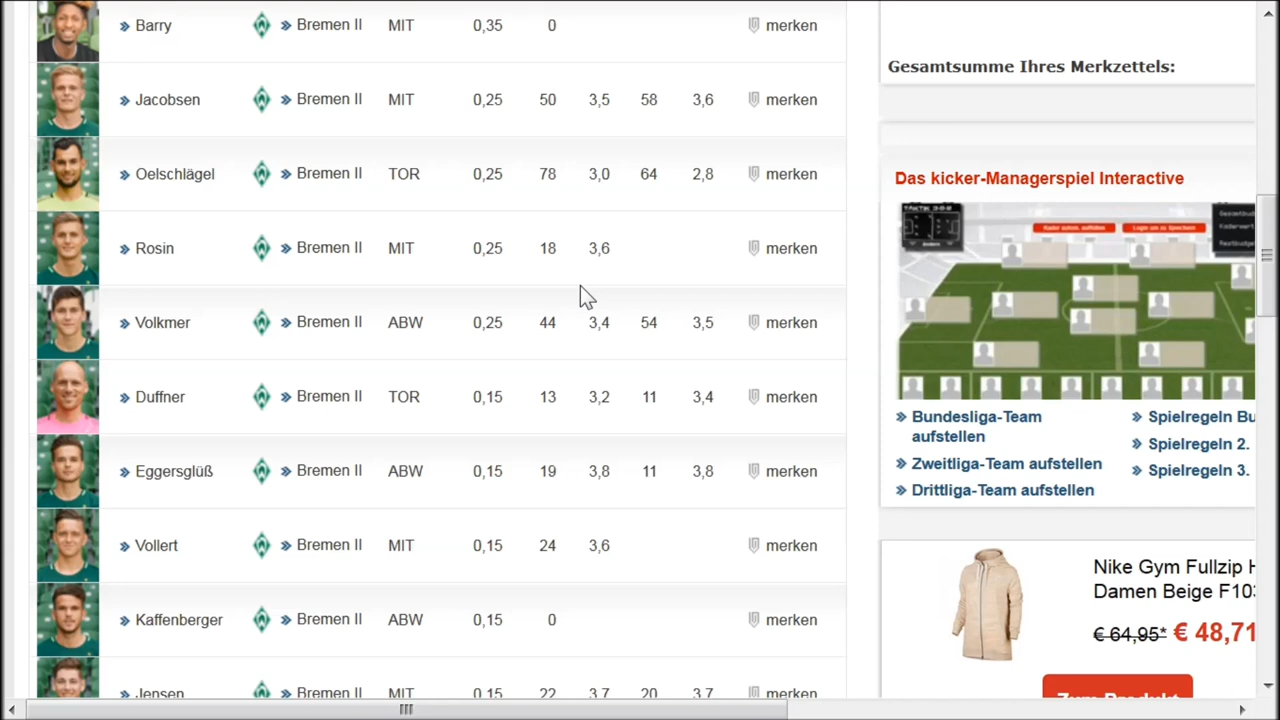 Barry Bremen II MIT 0,35 0 merken
Jacobsen Bremen II MIT 0,25 50 3,5 58 3,6 merken
Oelschlägel Bremen II TOR 0,25 78 3,0 64 2,8 merken
Rosin Bremen II MIT 0,25 18 3,6 merken
Volkmer Bremen II ABW 0,25 44 3,4 54 3,5 merken
Duffner Bremen II TOR 0,15 13 3,2 11 3,4 merken
Eggersglüß Bremen II ABW 0,15 19 3,8 11 3,8 merken
Vollert Bremen II MIT 0,15 24 3,6 merken
Kaffenberger Bremen II ABW 0,15 0 merken
Jensen Bremen II MIT 0,15 22 3,7 20 3,7 merken
Gesamtsumme Ihres Merkzettels:
Das kicker-Managerspiel Interactive
Bundesliga-Team
aufstellen
Zweitliga-Team aufstellen
Drittliga-Team aufstellen
Spielregeln Bu
Spielregeln 2.
Spielregeln 3.
Nike Gym Fullzip H
Damen Beige F103
€ 64,95* € 48,71
Zum Produkt